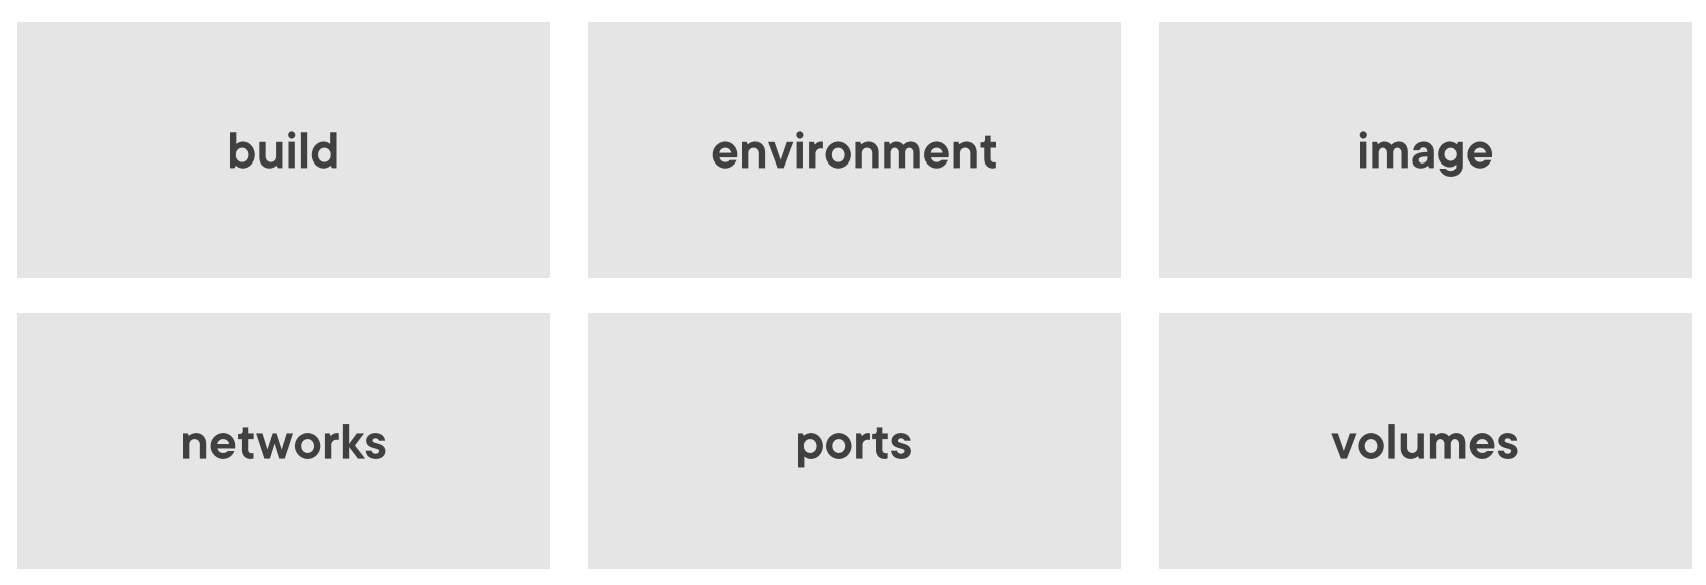 build
environment
image
networks
ports
volumes